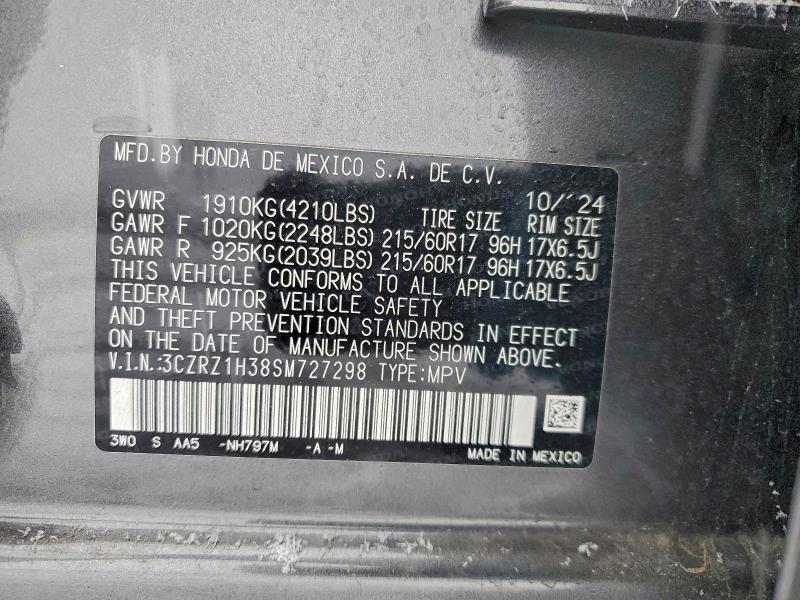 MFD.BY HONDA DE MEXICO S.A. DE C.V.
GVWR 1910KG(4210LBS) TIRE SIZE 10/'24 RIM SIZE
GAWR F 1020KG(2248LBS) 215/60R17 96H 17X6.5J
GAWR R 925KG(2039LBS) 215/60R17 96H 17X6.5J
THIS VEHICLE CONFORMS TO ALL APPLICABLE
FEDERAL MOTOR VEHICLE SAFETY
AND THEFT PREVENTION STANDARDS IN EFFECT
ON THE DATE OF MANUFACTURE SHOWN ABOVE.
V.I.N.:3CZRZ1H38SM727298 TYPE:MPV
3W0 S AA5 -NH797M -A -M
MADE IN MEXICO